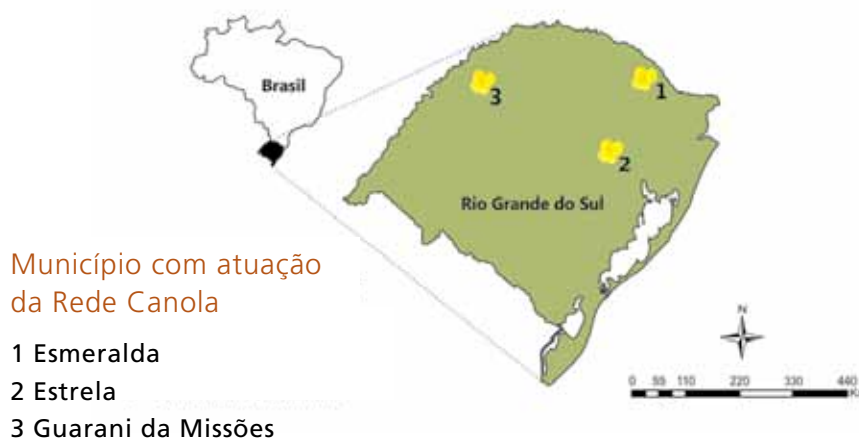 Brasil
1
3
2
Rio Grande do Sul
Município com atuação
da Rede Canola
1 Esmeralda
2 Estrela
3 Guarani da Missões
N
0 55 110 220 330 440